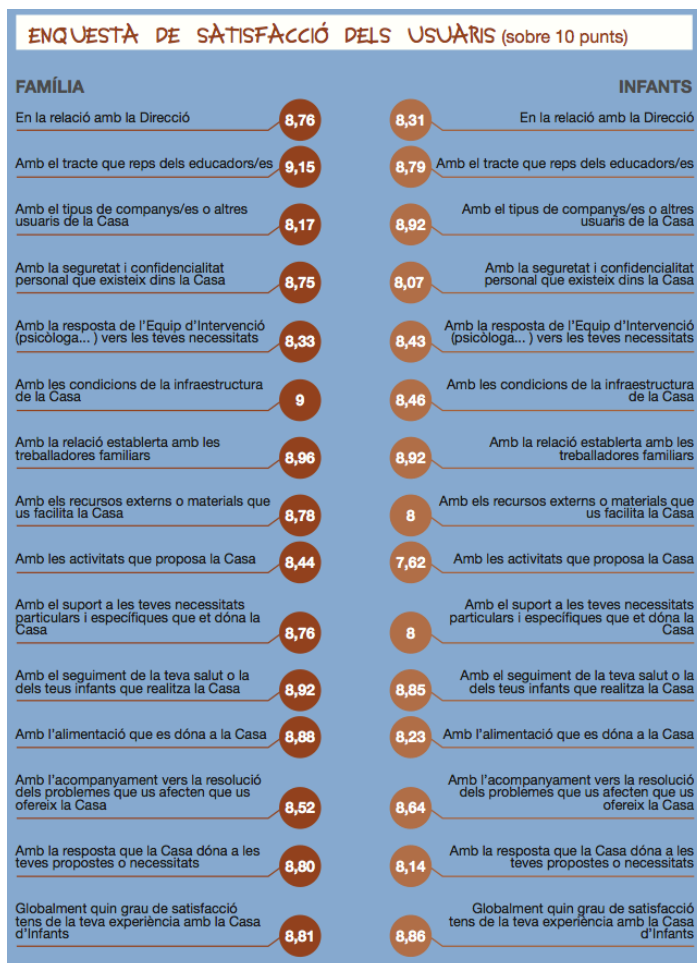 ENQUESTA DE SATISFACCIÓ DELS USUARIS (sobre 10 punts)
FAMÍLIA
En la relació amb la Direcció
8,76
Amb el tracte que reps dels educadors/es
9,15
Amb el tipus de companys/es o altres
usuaris de la Casa
8,17
Amb la seguretat i confidencialitat
personal que existeix dins la Casa
8,75
Amb la resposta de l'Equip d'Intervenció
(psicòloga... ) vers les teves necessitats
8,33
Amb les condicions de la infraestructura
de la Casa
9
Amb la relació establerta amb les
treballadores familiars
8,96
Amb els recursos externs o materials que
us facilita la Casa
8,78
Amb les activitats que proposa la Casa
8,44
Amb el suport a les teves necessitats
particulars i específiques que et dóna la
Casa
8,76
Amb el seguiment de la teva salut o la
dels teus infants que realitza la Casa
8,92
Amb l'alimentació que es dóna a la Casa
8,88
Amb l'acompanyament vers la resolució
dels problemes que us afecten que us
ofereix la Casa
8,52
Amb la resposta que la Casa dóna a les
teves propostes o necessitats
8,80
Globalment quin grau de satisfacció
tens de la teva experiència amb la Casa
d'Infants
8,81
INFANTS
8,31
En la relació amb la Direcció
8,79
Amb el tracte que reps dels educadors/es
8,92
Amb el tipus de companys/es o altres
usuaris de la Casa
8,07
Amb la seguretat i confidencialitat
personal que existeix dins la Casa
8,43
Amb la resposta de l'Equip d'Intervenció
(psicòloga... ) vers les teves necessitats
8,46
Amb les condicions de la infraestructura
de la Casa
8,92
Amb la relació establerta amb les
treballadores familiars
8
Amb els recursos externs o materials que
us facilita la Casa
7,62
Amb les activitats que proposa la Casa
8
Amb el suport a les teves necessitats
particulars i específiques que et dóna la
Casa
8,85
Amb el seguiment de la teva salut o la
dels teus infants que realitza la Casa
8,23
Amb l'alimentació que es dóna a la Casa
8,64
Amb l'acompanyament vers la resolució
dels problemes que us afecten que us
ofereix la Casa
8,14
Amb la resposta que la Casa dóna a les
teves propostes o necessitats
8,86
Globalment quin grau de satisfacció
tens de la teva experiència amb la Casa
d'Infants